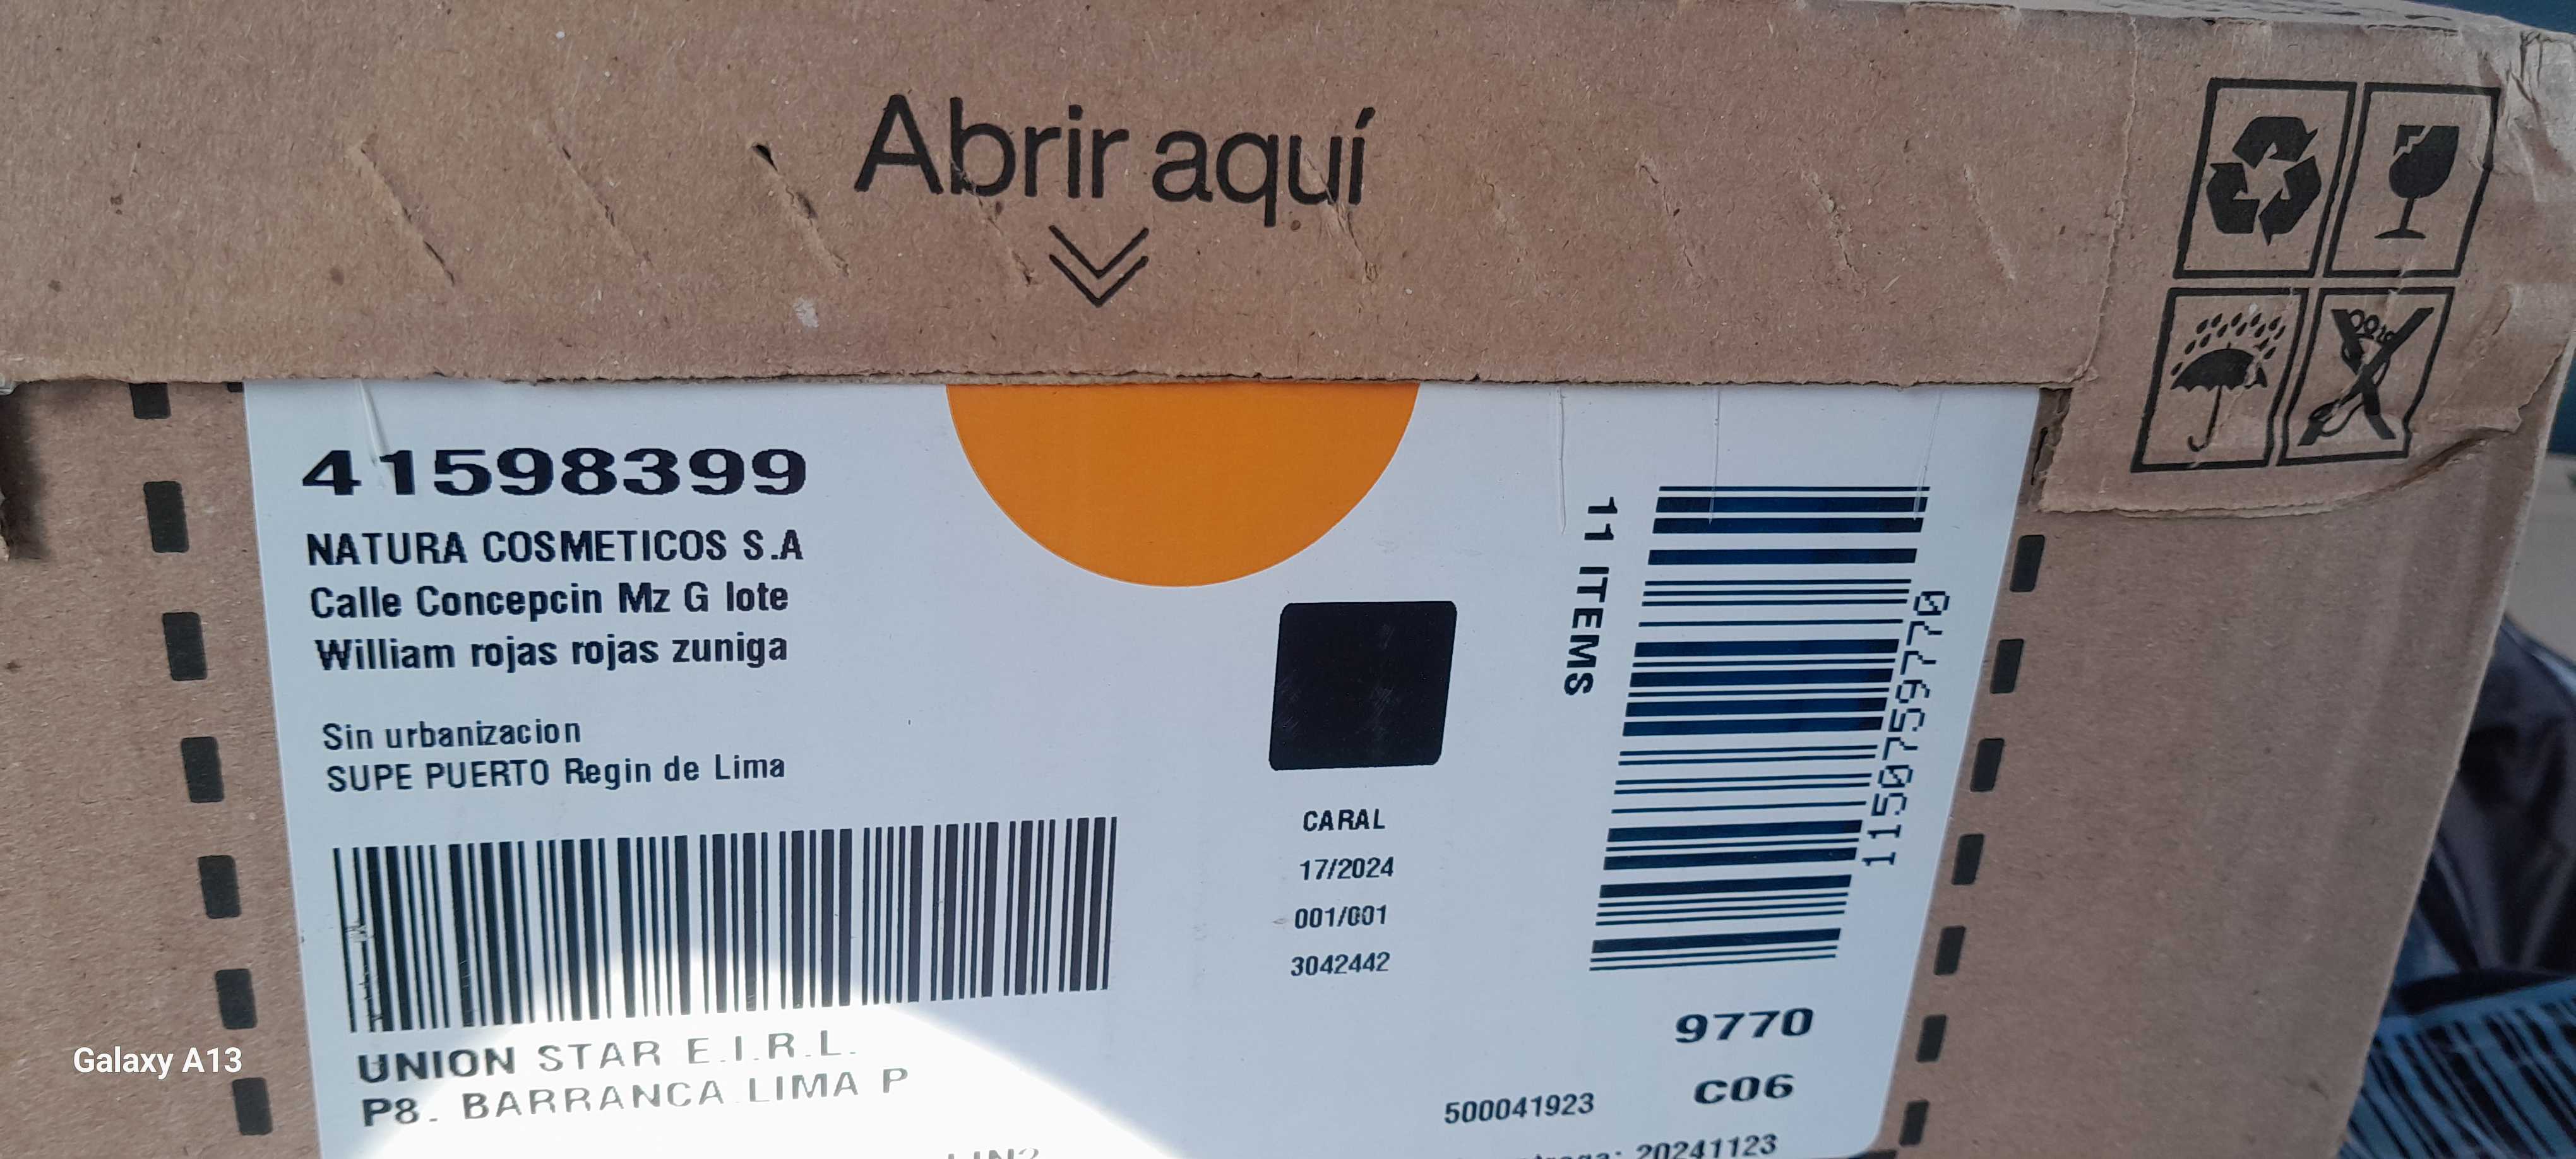 Abrir aquí
41598399
NATURA COSMETICOS S.A
Calle Concepcin Mz G lote
William rojas rojas zuniga
Sin urbanizacion
SUPE PUERTO Regin de Lima
UNION STAR E.I.R.L.
P8. BARRANCA LIMA P
CARAL
17/2024
001/001
3042442
11 ITEMS
1150759770
9770
C06
500041923
20241123
Galaxy A13